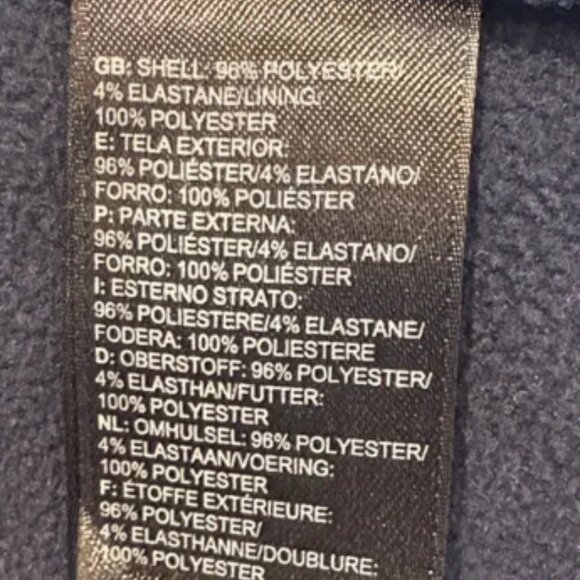 GB: SHELL: 96% POLYESTER/
4% ELASTANE/LINING:
100% POLYESTER
E: TELA EXTERIOR:
96% POLIÉSTER/4% ELASTANO/
FORRO: 100% POLIÉSTER
P: PARTE EXTERNA:
96% POLIÉSTER/4% ELASTANO/
FORRO: 100% POLIÉSTER
I: ESTERNO STRATO:
96% POLIESTERE/4% ELASTANE/
FODERA: 100% POLIESTERE
D: OBERSTOFF: 96% POLYESTER/
4% ELASTHAN/FUTTER:
100% POLYESTER
NL: OMHULSEL: 96% POLYESTER/
4% ELASTAAN/VOERING:
100% POLYESTER
F: ÉTOFFE EXTÉRIEURE:
96% POLYESTER/
4% ELASTHANNE/DOUBLURE:
100% POLYESTER